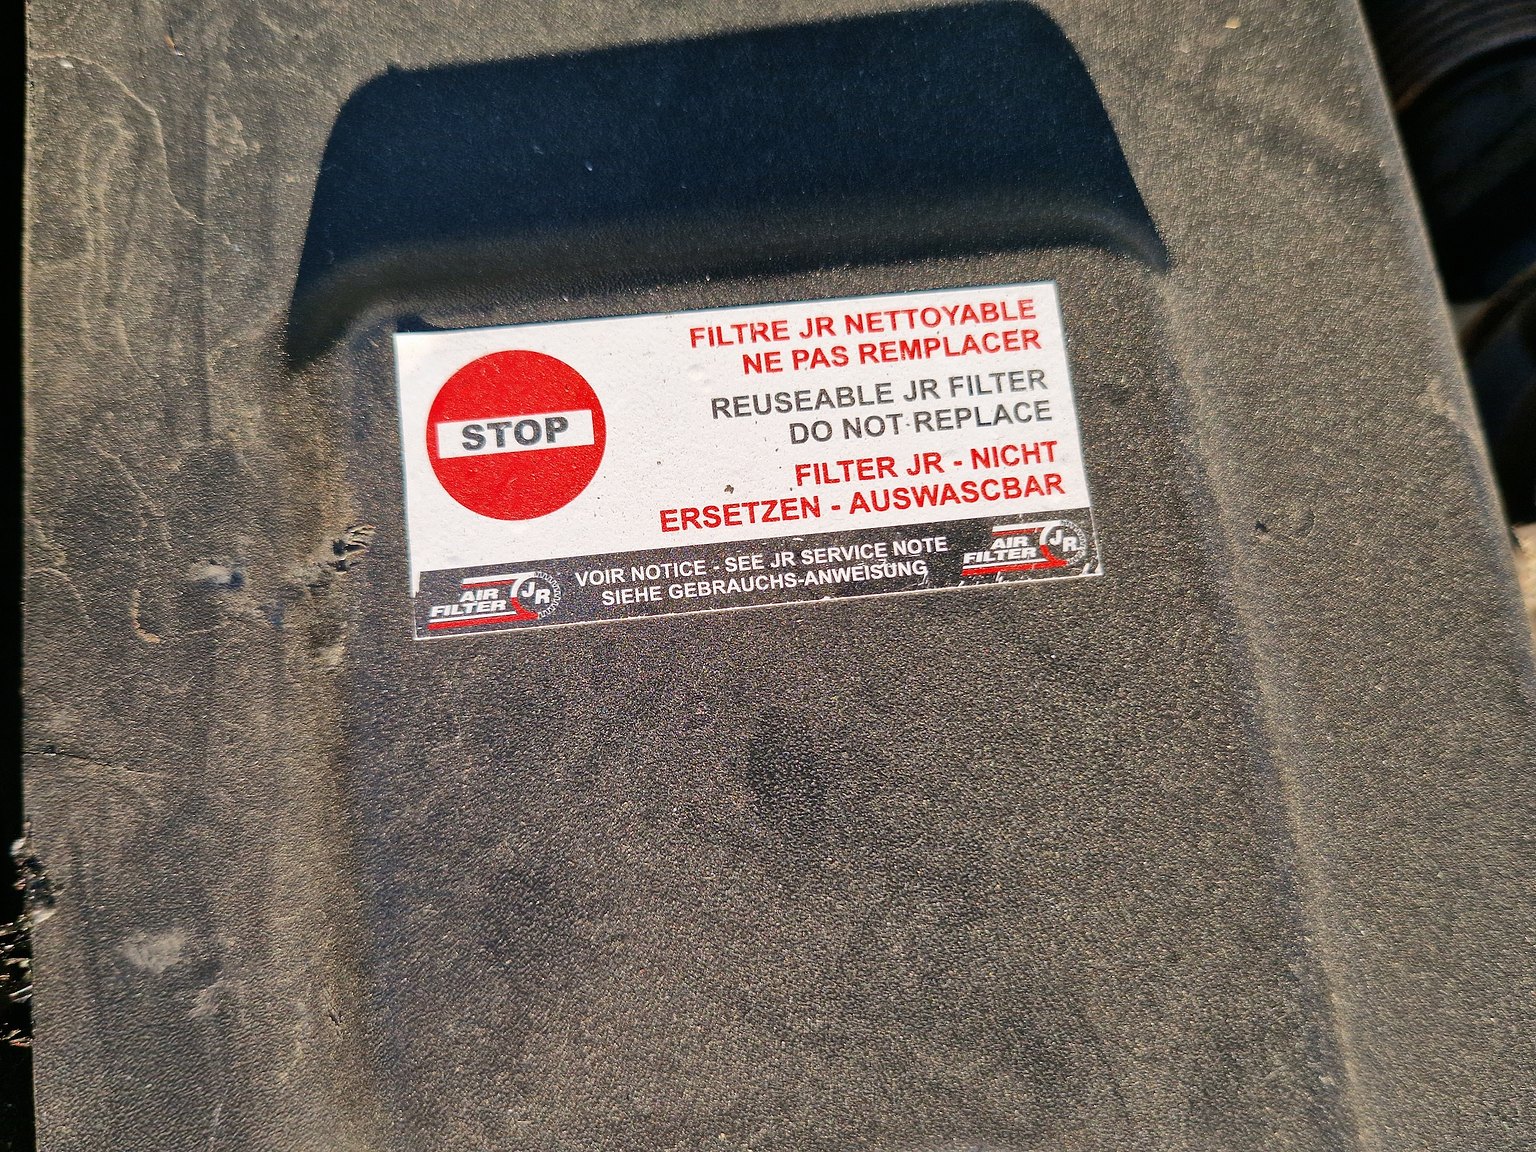 STOP
FILTRE JR NETTOYABLE
NE PAS REMPLACER
REUSEABLE JR FILTER
DO NOT REPLACE
FILTER JR - NICHT
ERSETZEN - AUSWASCBAR
AIR
FILTER
JR
VOIR NOTICE - SEE JR SERVICE NOTE
SIEHE GEBRAUCHS-ANWEISUNG
AIR
FILTER
JR